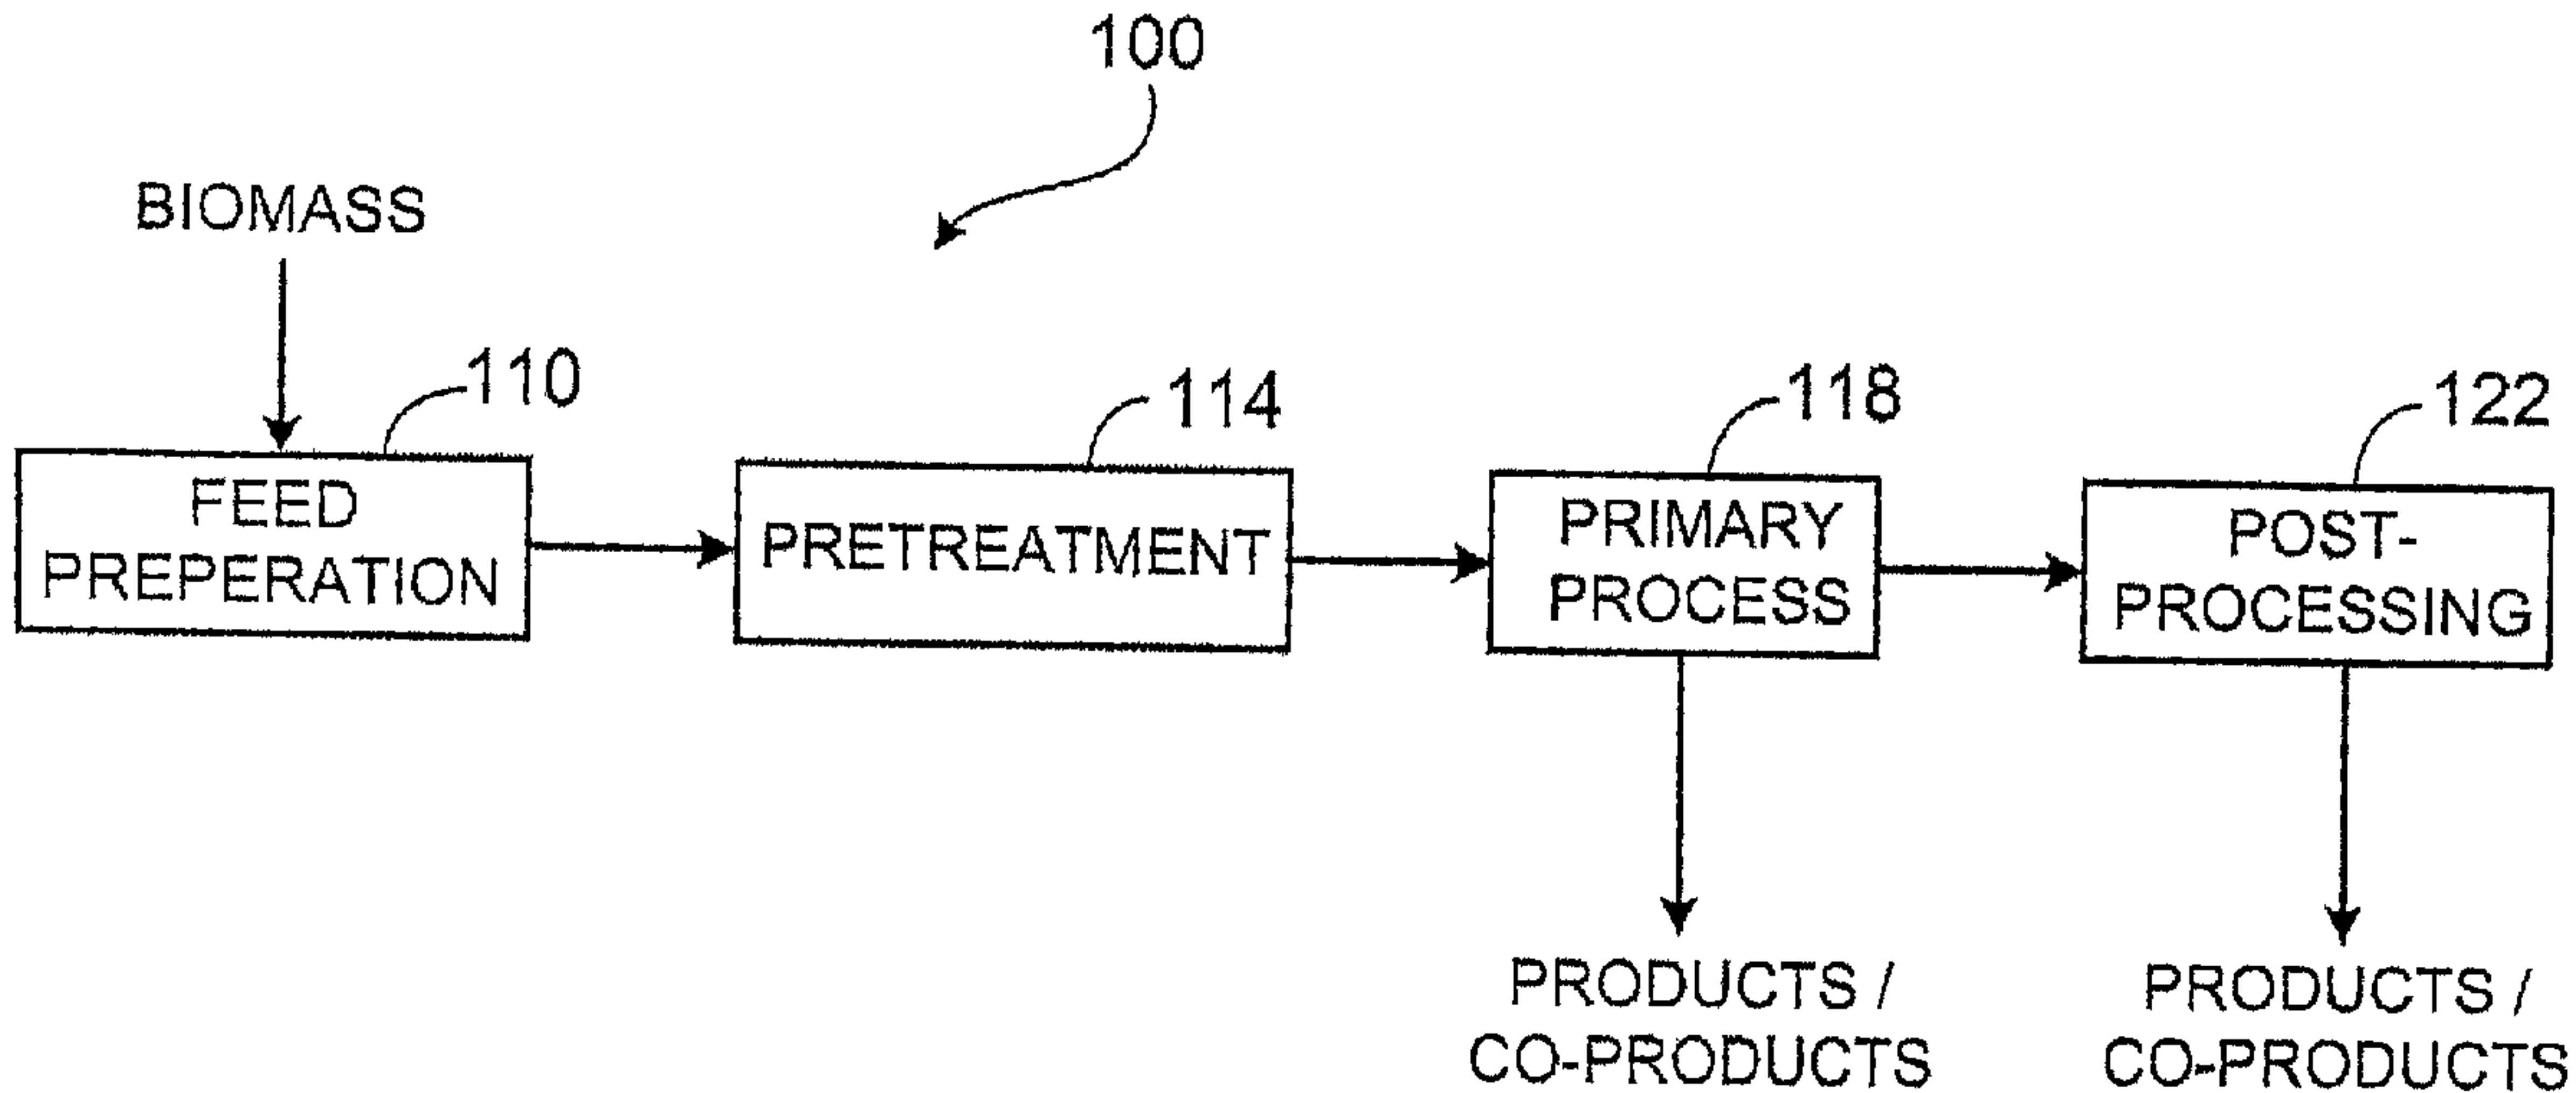 100
BIOMASS
110
114
118
122
FEED
PREPERATION
PRETREATMENT
PRIMARY
PROCESS
POST-
PROCESSING
PRODUCTS /
CO-PRODUCTS
PRODUCTS /
CO-PRODUCTS